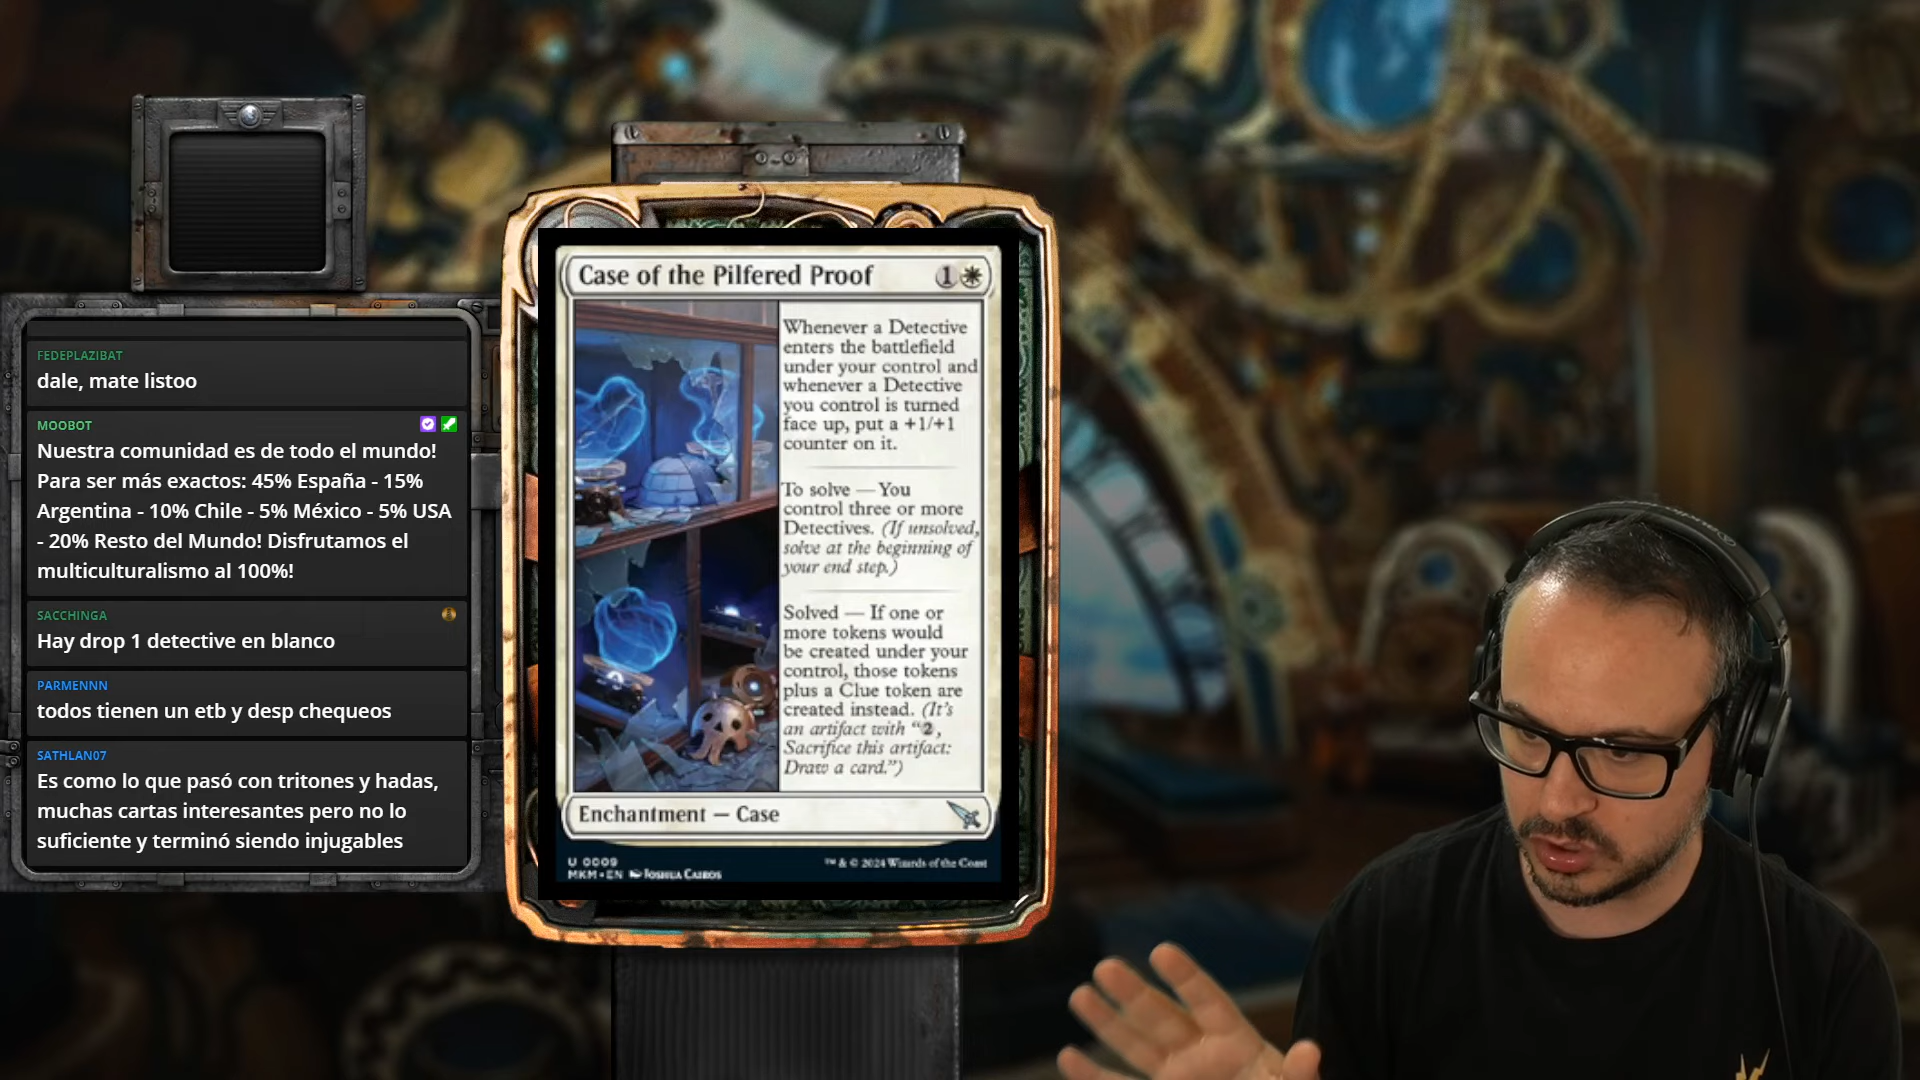 FEDEPLAZIBAT
dale, mate listoo
MOOBOT
Nuestra comunidad es de todo el mundo!
Para ser más exactos: 45% España - 15%
Argentina - 10% Chile - 5% México - 5% USA
- 20% Resto del Mundo! Disfrutamos el
multiculturalismo al 100%!
SACCHINGA
Hay drop 1 detective en blanco
PARMENNN
todos tienen un etb y desp chequeos
SATHLAN07
Es como lo que pasó con tritones y hadas,
muchas cartas interesantes pero no lo
suficiente y terminó siendo injugables
Case of the Pilfered Proof 1
Whenever a Detective
enters the battlefield
under your control and
whenever a Detective
you control is turned
face up, put a +1/+1
counter on it.
To solve — You
control three or more
Detectives. (If unsolved,
solve at the beginning of
your end step.)
Solved — If one or
more tokens would
be created under your
control, those tokens
plus a Clue token are
created instead. (It's
an artifact with “2,
Sacrifice this artifact:
Draw a card.”)
Enchantment — Case
U 0009
MKM • EN Joshua Cairos
™ & © 2024 Wizards of the Coast